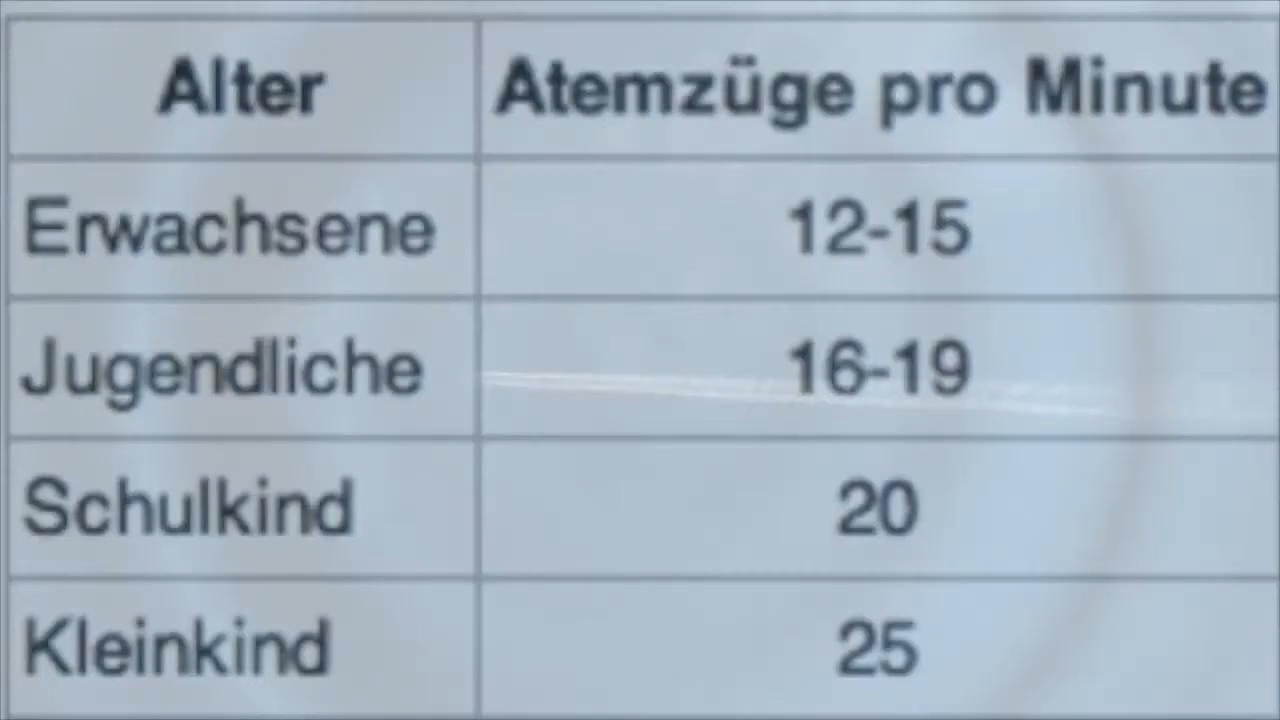 Alter Atemzüge pro Minute
Erwachsene 12-15
Jugendliche 16-19
Schulkind 20
Kleinkind 25